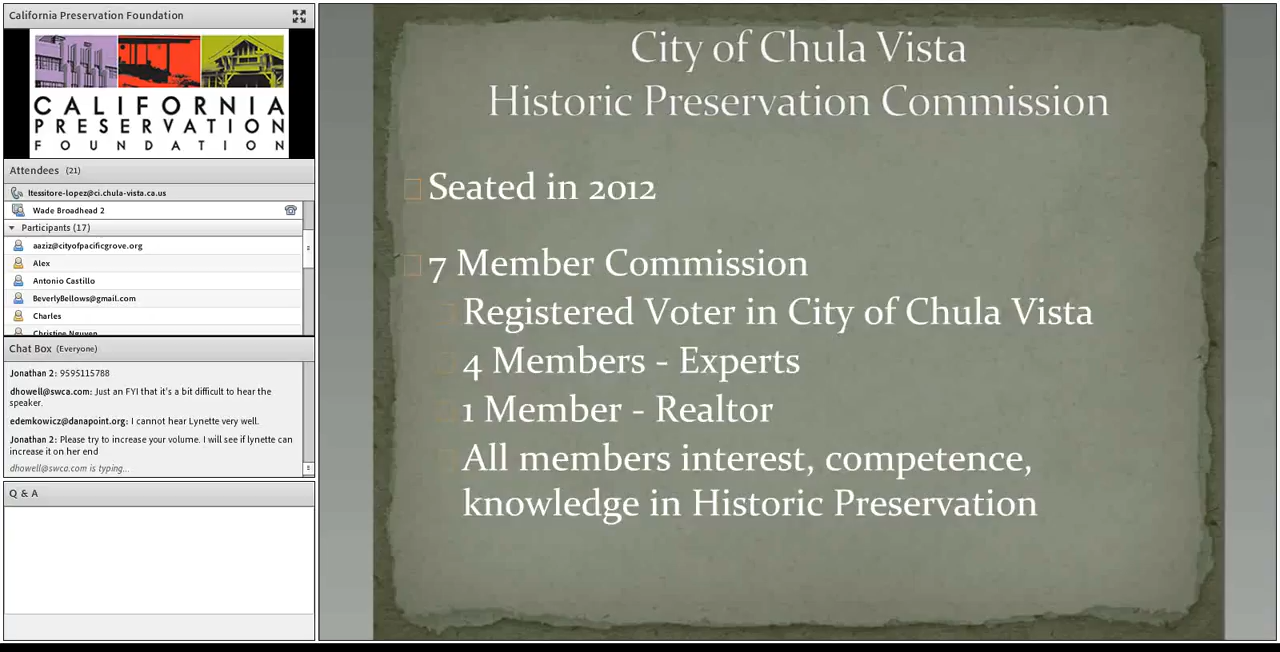 California Preservation Foundation
CALIFORNIA
PRESERVATION
FOUNDATION
Attendees (21)
ltessitore-lopez@ci.chula-vista.ca.us
Wade Broadhead 2
Participants (17)
aaziz@cityofpacificgrove.org
Alex
Antonio Castillo
BeverlyBellows@gmail.com
Charles
Christine Nguyen
Chat Box (Everyone)
Jonathan 2: 9595115788
dhowell@swca.com: Just an FYI that it's a bit difficult to hear the
speaker.
edemkowicz@danapoint.org: I cannot hear Lynette very well.
Jonathan 2: Please try to increase your volume. I will see if lynette can
increase it on her end
dhowell@swca.com is typing...
Q & A
City of Chula Vista
Historic Preservation Commission
Seated in 2012
7 Member Commission
Registered Voter in City of Chula Vista
4 Members - Experts
1 Member - Realtor
All members interest, competence,
knowledge in Historic Preservation